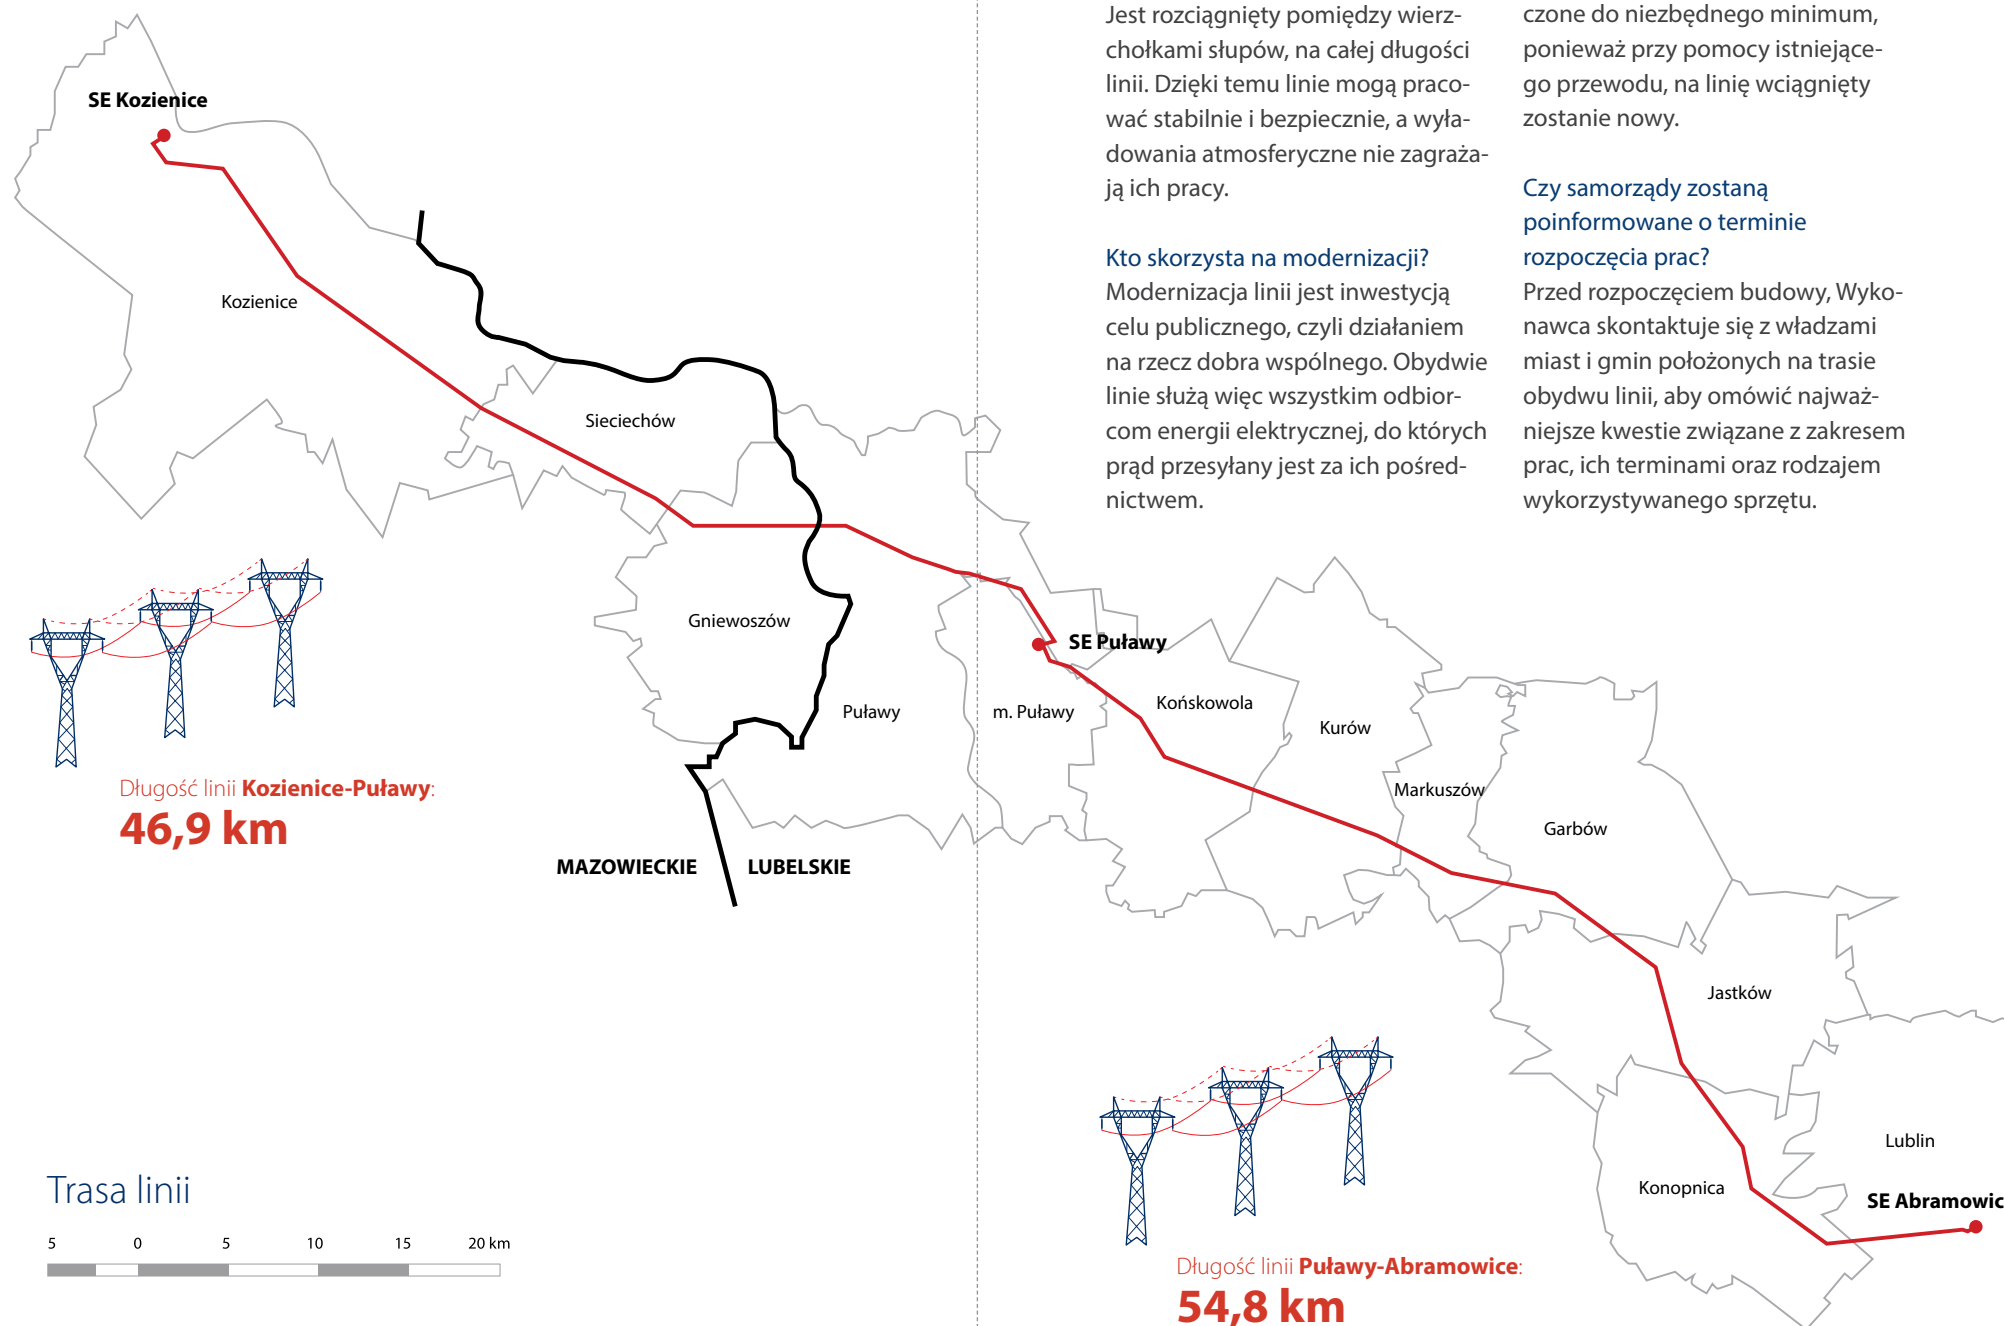 Jest rozciągnięty pomiędzy wierz-
chołkami słupów, na całej długości
linii. Dzięki temu linie mogą praco-
wać stabilnie i bezpiecznie, a wyła-
dowania atmosferyczne nie zagraża-
ją ich pracy.
Kto skorzysta na modernizacji?
Modernizacja linii jest inwestycją
celu publicznego, czyli działaniem
na rzecz dobra wspólnego. Obydwie
linie służą więc wszystkim odbior-
com energii elektrycznej, do których
prąd przesyłany jest za ich pośred-
nictwem.
czone do niezbędnego minimum,
ponieważ przy pomocy istniejące-
go przewodu, na linię wciągnięty
zostanie nowy.
Czy samorządy zostaną
poinformowane o terminie
rozpoczęcia prac?
Przed rozpoczęciem budowy, Wyko-
nawca skontaktuje się z władzami
miast i gmin położonych na trasie
obydwu linii, aby omówić najważ-
niejsze kwestie związane z zakresem
prac, ich terminami oraz rodzajem
wykorzystywanego sprzętu.
SE Kozienice
Kozienice
Sieciechów
Gniewoszów
Puławy
m. Puławy
SE Puławy
Końskowola
Kurów
Markuszów
Garbów
Jastków
Lublin
Konopnica
SE Abramowic
Długość linii Kozienice-Puławy:
46,9 km
MAZOWIECKIE LUBELSKIE
Długość linii Puławy-Abramowice:
54,8 km
Trasa linii
5 0 5 10 15 20 km